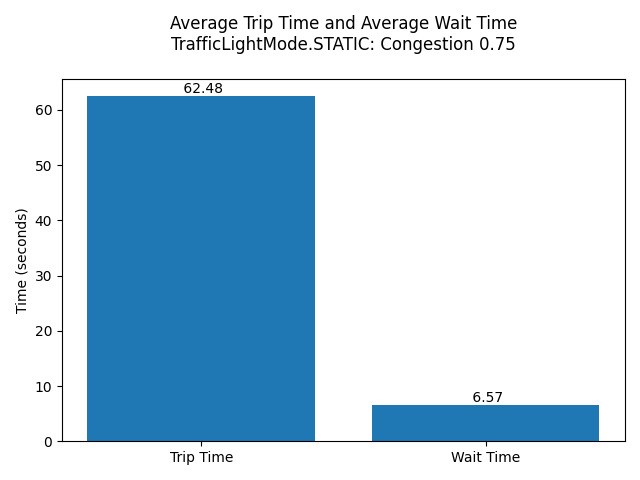 Average Trip Time and Average Wait Time
TrafficLightMode.STATIC: Congestion 0.75
62.48
6.57
Time (seconds)
60
50
40
30
20
10
0
Trip Time
Wait Time